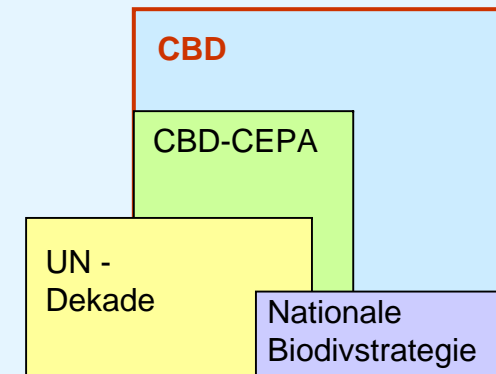 CBD
CBD-CEPA
UN -
Dekade
Nationale
Biodivstrategie